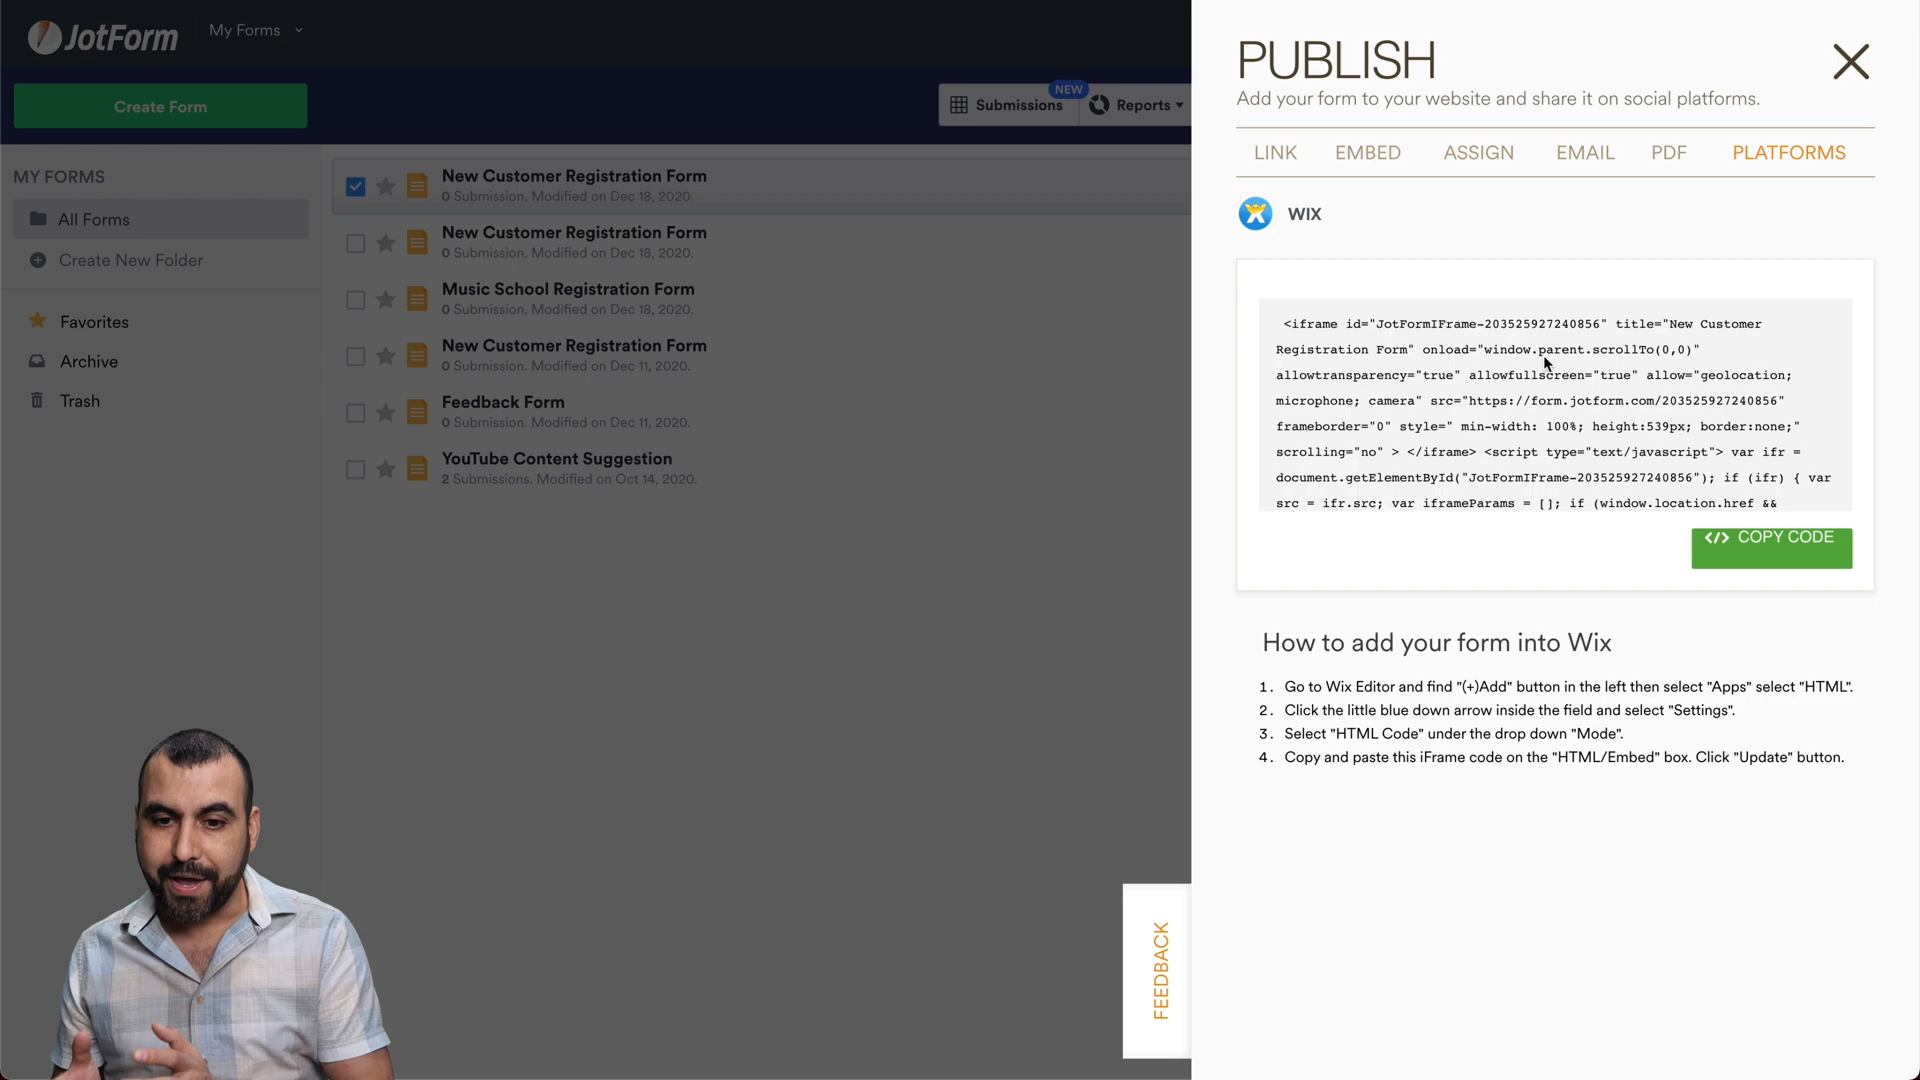 JotForm
My Forms
Create Form
Submissions
NEW
Reports
MY FORMS
All Forms
Create New Folder
Favorites
Archive
Trash
New Customer Registration Form
0 Submission. Modified on Dec 18, 2020.
New Customer Registration Form
0 Submission. Modified on Dec 18, 2020.
Music School Registration Form
0 Submission. Modified on Dec 18, 2020.
New Customer Registration Form
0 Submission. Modified on Dec 11, 2020.
Feedback Form
0 Submission. Modified on Dec 11, 2020.
YouTube Content Suggestion
2 Submissions. Modified on Oct 14, 2020.
PUBLISH
Add your form to your website and share it on social platforms.
LINK EMBED ASSIGN EMAIL PDF PLATFORMS
WIX
<iframe id="JotFormIFrame-203525927240856" title="New Customer
Registration Form" onload="window.parent.scrollTo(0,0)"
allowtransparency="true" allowfullscreen="true" allow="geolocation;
microphone; camera" src="https://form.jotform.com/203525927240856"
frameborder="0" style=" min-width: 100%; height:539px; border:none;"
scrolling="no" > </iframe> <script type="text/javascript"> var ifr =
document.getElementById("JotFormIFrame-203525927240856"); if (ifr) { var
src = ifr.src; var iframeParams = []; if (window.location.href &&
</> COPY CODE
How to add your form into Wix
1. Go to Wix Editor and find "(+)Add" button in the left then select "Apps" select "HTML".
2. Click the little blue down arrow inside the field and select "Settings".
3. Select "HTML Code" under the drop down "Mode".
4. Copy and paste this iFrame code on the "HTML/Embed" box. Click "Update" button.
FEEDBACK